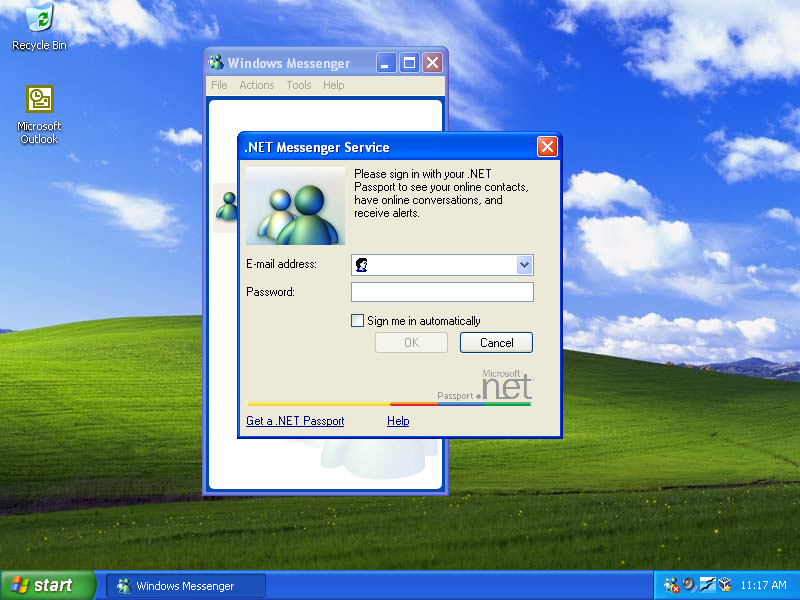 Recycle Bin
Microsoft
Outlook
Windows Messenger
File Actions Tools Help
.NET Messenger Service
Please sign in with your .NET
Passport to see your online contacts,
have online conversations, and
receive alerts.
E-mail address:
Password:
Sign me in automatically
OK Cancel
Microsoft
.net
Passport
Get a .NET Passport Help
start Windows Messenger 11:17 AM